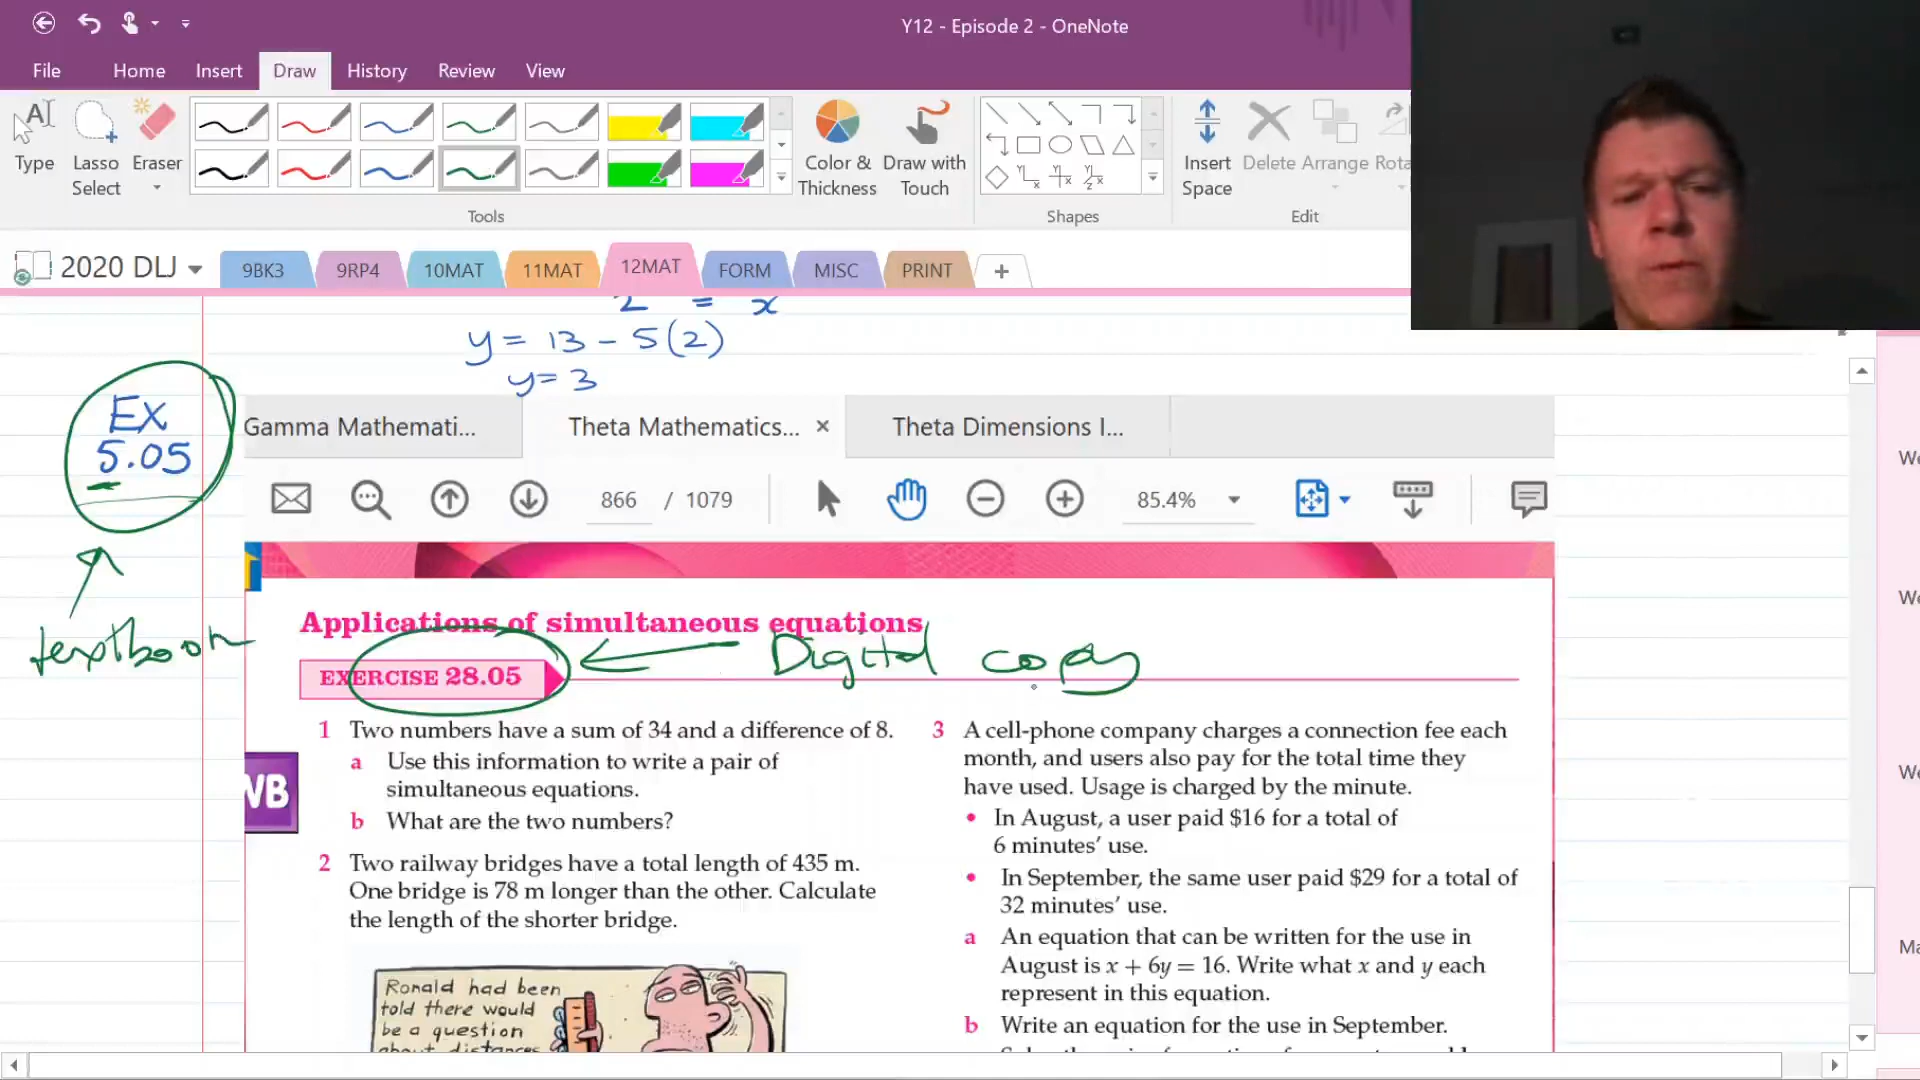 Y12 - Episode 2 - OneNote
File Home Insert Draw History Review View
Type Lasso Select Eraser Color & Thickness Draw with Touch Insert Space Delete Arrange Rota
Tools Shapes Edit
2020 DLJ 9BK3 9RP4 10MAT 11MAT 12MAT FORM MISC PRINT +
2 = x
y = 13 - 5(2)
y = 3
EX
5.05
textbook
Gamma Mathemati... Theta Mathematics... × Theta Dimensions I...
866 / 1079 85.4%
Applications of simultaneous equations
EXERCISE 28.05
Digital copy
WB
1 Two numbers have a sum of 34 and a difference of 8.
a Use this information to write a pair of
simultaneous equations.
b What are the two numbers?
2 Two railway bridges have a total length of 435 m.
One bridge is 78 m longer than the other. Calculate
the length of the shorter bridge.
Ronald had been
told there would
be a question
about distances
3 A cell-phone company charges a connection fee each
month, and users also pay for the total time they
have used. Usage is charged by the minute.
• In August, a user paid $16 for a total of
6 minutes’ use.
• In September, the same user paid $29 for a total of
32 minutes’ use.
a An equation that can be written for the use in
August is x + 6y = 16. Write what x and y each
represent in this equation.
b Write an equation for the use in September.
We
We
We
Ma